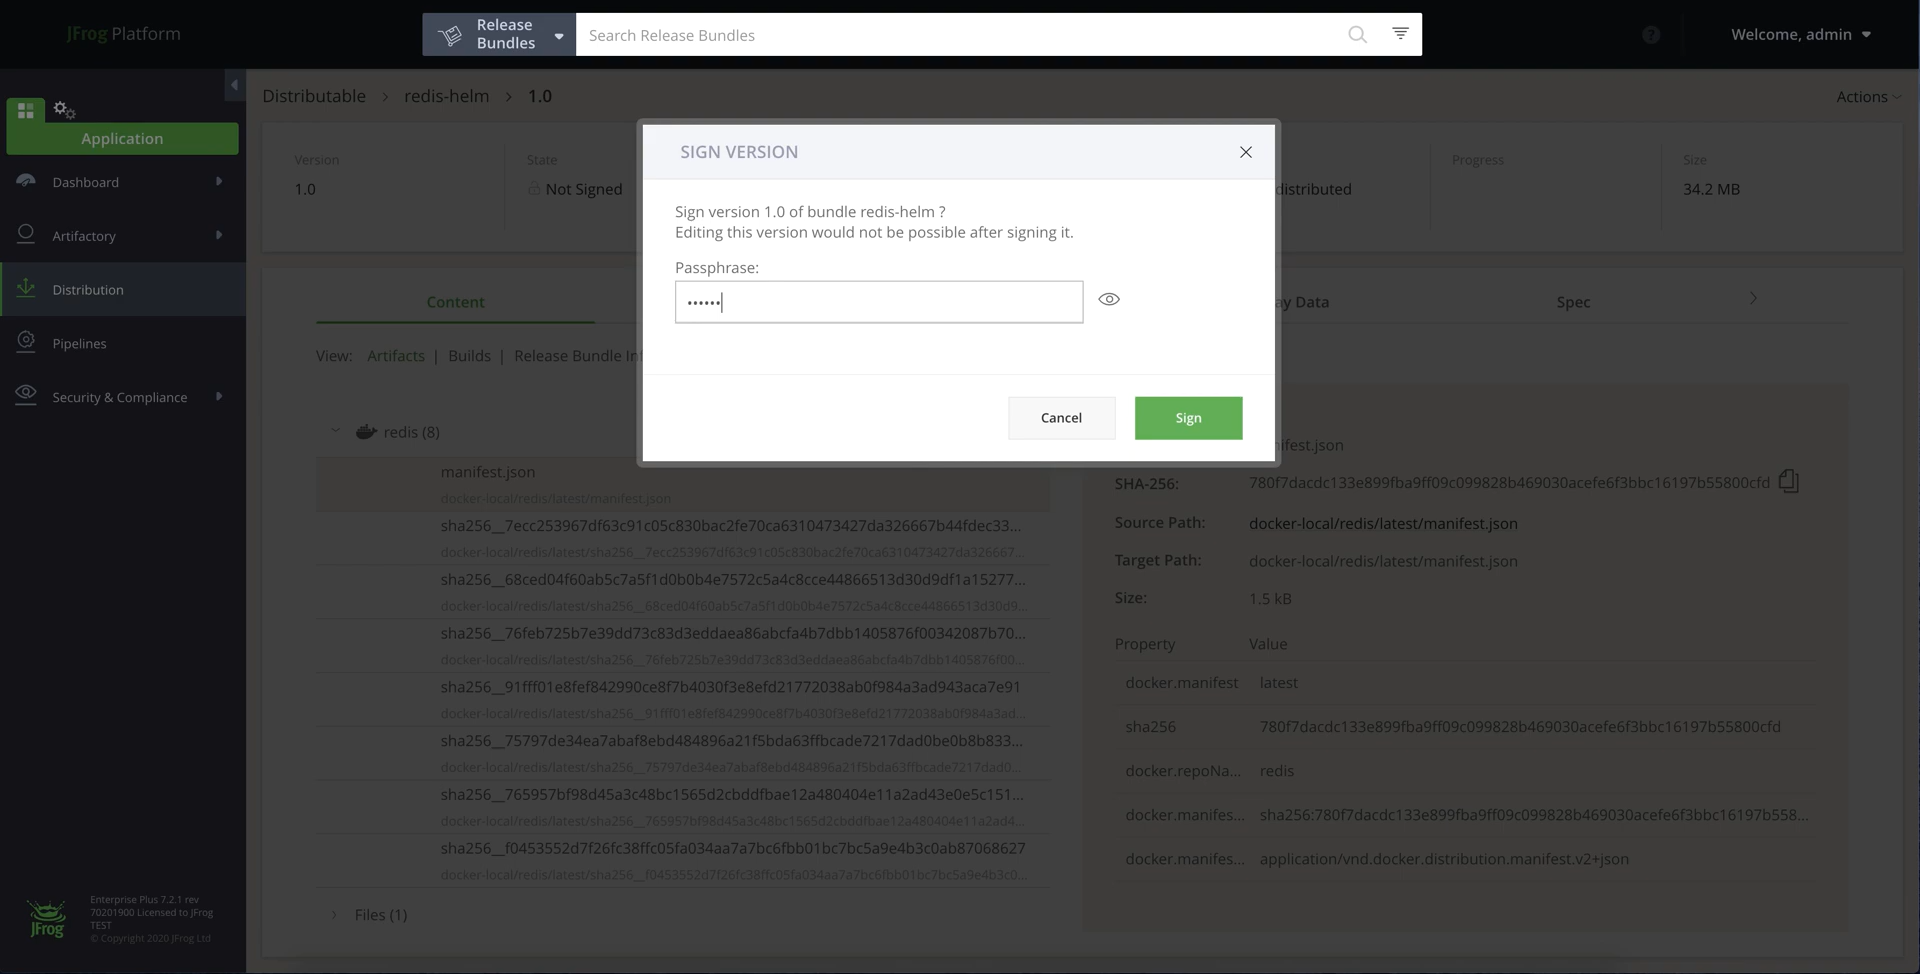 JFrog Platform
Release Bundles
Search Release Bundles
?
Welcome, admin
Application
Dashboard
Artifactory
Distribution
Pipelines
Security & Compliance
Enterprise Plus 7.2.1 rev
70201900 Licensed to JFrog
TEST
© Copyright 2020 JFrog Ltd
JFrog
Distributable > redis-helm > 1.0
Actions
Version
1.0
State
Not Signed
distributed
Progress
Size
34.2 MB
SIGN VERSION
Sign version 1.0 of bundle redis-helm ?
Editing this version would not be possible after signing it.
Passphrase:
••••••
Cancel
Sign
Content
ay Data
Spec
View: Artifacts | Builds | Release Bundle In
redis (8)
manifest.json
docker-local/redis/latest/manifest.json
sha256__7ecc253967df63c91c05c830bac2fe70ca6310473427da326667b44fdec33...
docker-local/redis/latest/sha256__7ecc253967df63c91c05c830bac2fe70ca6310473427da326667...
sha256__68ced04f60ab5c7a5f1d0b0b4e7572c5a4c8cce44866513d30d9df1a15277...
docker-local/redis/latest/sha256__68ced04f60ab5c7a5f1d0b0b4e7572c5a4c8cce44866513d30d9...
sha256__76feb725b7e39dd73c83d3eddaea86abcfa4b7dbb1405876f00342087b70...
docker-local/redis/latest/sha256__76feb725b7e39dd73c83d3eddaea86abcfa4b7dbb1405876f00...
sha256__91fff01e8fef842990ce8f7b4030f3e8efd21772038ab0f984a3ad943aca7e91
docker-local/redis/latest/sha256__91fff01e8fef842990ce8f7b4030f3e8efd21772038ab0f984a3ad...
sha256__75797de34ea7abaf8ebd484896a21f5bda63ffbcade7217dad0be0b8b833...
docker-local/redis/latest/sha256__75797de34ea7abaf8ebd484896a21f5bda63ffbcade7217dad0...
sha256__765957bf98d45a3c48bc1565d2cbddfbae12a480404e11a2ad43e0e5c151...
docker-local/redis/latest/sha256__765957bf98d45a3c48bc1565d2cbddfbae12a480404e11a2ad4...
sha256__f0453552d7f26fc38ffc05fa034aa7a7bc6fbb01bc7bc5a9e4b3c0ab87068627
docker-local/redis/latest/sha256__f0453552d7f26fc38ffc05fa034aa7a7bc6fbb01bc7bc5a9e4b3c0...
Files (1)
nifest.json
SHA-256: 780f7dacdc133e899fba9ff09c099828b469030acefe6f3bbc16197b55800cfd
Source Path: docker-local/redis/latest/manifest.json
Target Path: docker-local/redis/latest/manifest.json
Size: 1.5 kB
Property Value
docker.manifest latest
sha256 780f7dacdc133e899fba9ff09c099828b469030acefe6f3bbc16197b55800cfd
docker.repoNa... redis
docker.manifes... sha256:780f7dacdc133e899fba9ff09c099828b469030acefe6f3bbc16197b558...
docker.manifes... application/vnd.docker.distribution.manifest.v2+json